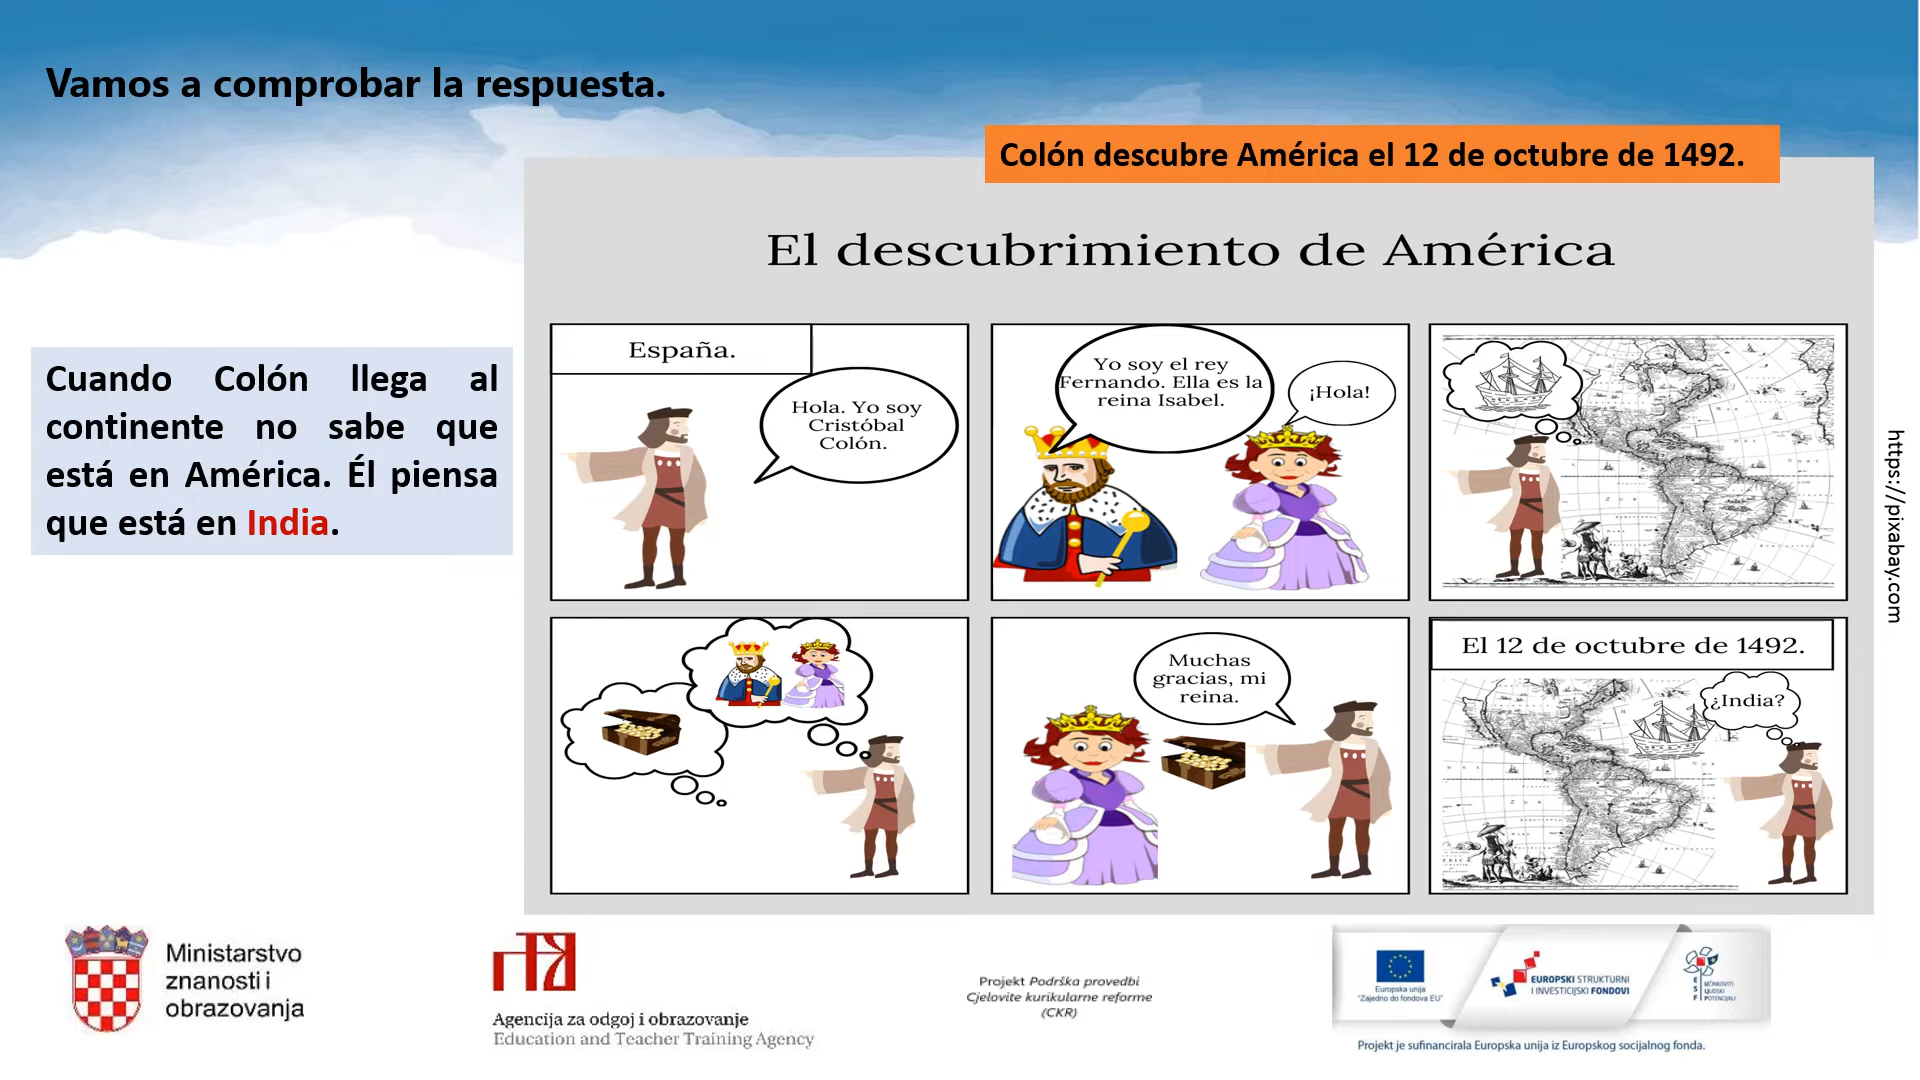 Vamos a comprobar la respuesta.
Colón descubre América el 12 de octubre de 1492.
El descubrimiento de América
Cuando Colón llega al
continente no sabe que
está en América. Él piensa
que está en India.
España.
Hola. Yo soy
Cristóbal
Colón.
Yo soy el rey
Fernando. Ella es la
reina Isabel.
¡Hola!
Muchas
gracias, mi
reina.
El 12 de octubre de 1492.
¿India?
https://pixabay.com
Ministarstvo
znanosti i
obrazovanja
Agencija za odgoj i obrazovanje
Education and Teacher Training Agency
Projekt Podrška provedbi
Cjelovite kurikularne reforme
(CKR)
Europska unija
"Zajedno do fondova EU"
EUROPSKI STRUKTURNI
I INVESTICIJSKI FONDOVI
ESF
UČINKOVITI
LJUDSKI
POTENCIJALI
Projekt je sufinancirala Europska unija iz Europskog socijalnog fonda.